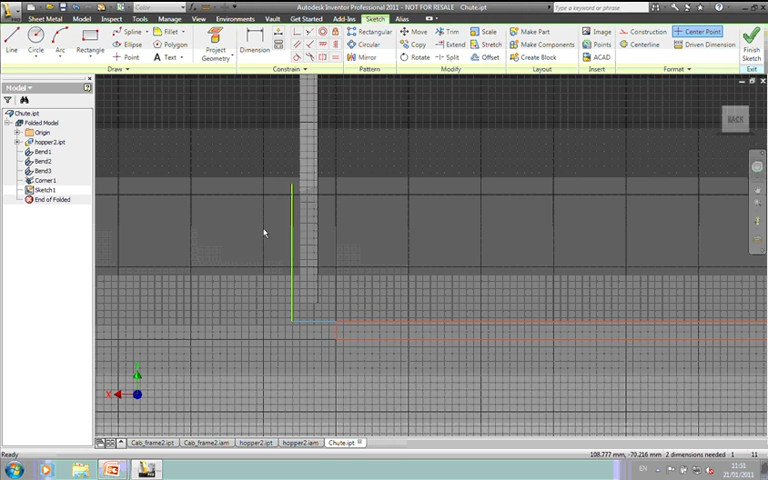 Autodesk Inventor Professional 2011 - NOT FOR RESALE Chute.ipt
Color
Type a keyword or phrase
Sheet Metal Model Inspect Tools Manage View Environments Vault Get Started Add-Ins Sketch Alias
Line Circle Arc Rectangle
Spline Fillet
Ellipse Polygon
Point Text
Project Geometry
Dimension
Rectangular
Circular
Mirror
Move Trim Scale
Copy Extend Stretch
Rotate Split Offset
Make Part
Make Components
Create Block
Image
Points
ACAD
Construction Center Point
Centerline Driven Dimension
Finish Sketch
Draw Constrain Pattern Modify Layout Insert Format Exit
Model
Chute.ipt
Folded Model
Origin
hopper2.ipt
Bend1
Bend2
Bend3
Corner1
Sketch1
End of Folded
BACK
X
Cab_frame2.ipt Cab_frame2.iam hopper2.ipt hopper2.iam Chute.ipt
108.777 mm, -70.216 mm 2 dimensions needed 1 11
EN
11:31
21/01/2011